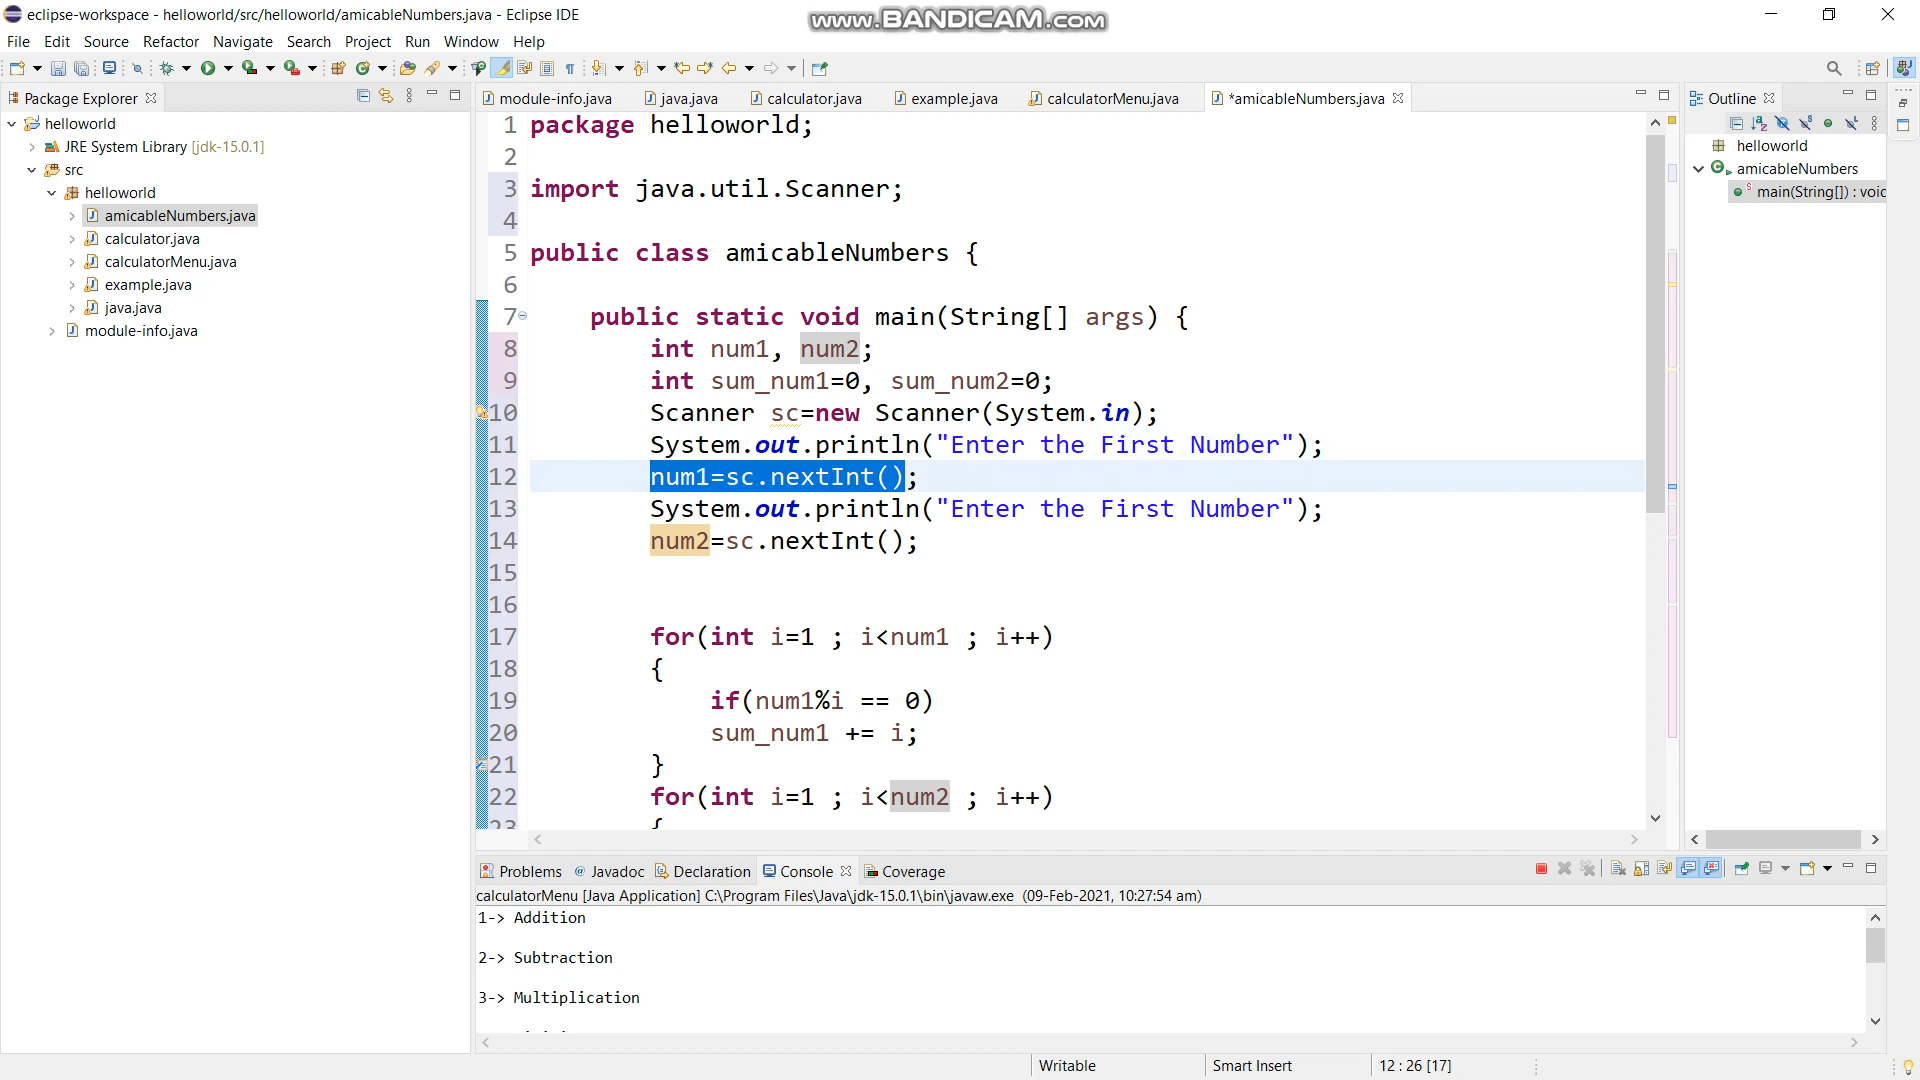 eclipse-workspace - helloworld/src/helloworld/amicableNumbers.java - Eclipse IDE
www.BANDICAM.com
File Edit Source Refactor Navigate Search Project Run Window Help
Package Explorer
module-info.java java.java calculator.java example.java calculatorMenu.java *amicableNumbers.java
Outline
helloworld
JRE System Library [jdk-15.0.1]
src
helloworld
amicableNumbers.java
calculator.java
calculatorMenu.java
example.java
java.java
module-info.java
1 package helloworld;
2
3 import java.util.Scanner;
4
5 public class amicableNumbers {
6
7 public static void main(String[] args) {
8 int num1, num2;
9 int sum_num1=0, sum_num2=0;
10 Scanner sc=new Scanner(System.in);
11 System.out.println("Enter the First Number");
12 num1=sc.nextInt();
13 System.out.println("Enter the First Number");
14 num2=sc.nextInt();
15
16
17 for(int i=1 ; i<num1 ; i++)
18 {
19 if(num1%i == 0)
20 sum_num1 += i;
21 }
22 for(int i=1 ; i<num2 ; i++)
23 {
helloworld
amicableNumbers
main(String[]) : voic
Problems Javadoc Declaration Console Coverage
calculatorMenu [Java Application] C:\Program Files\Java\jdk-15.0.1\bin\javaw.exe (09-Feb-2021, 10:27:54 am)
1-> Addition
2-> Subtraction
3-> Multiplication
Writable Smart Insert 12 : 26 [17]